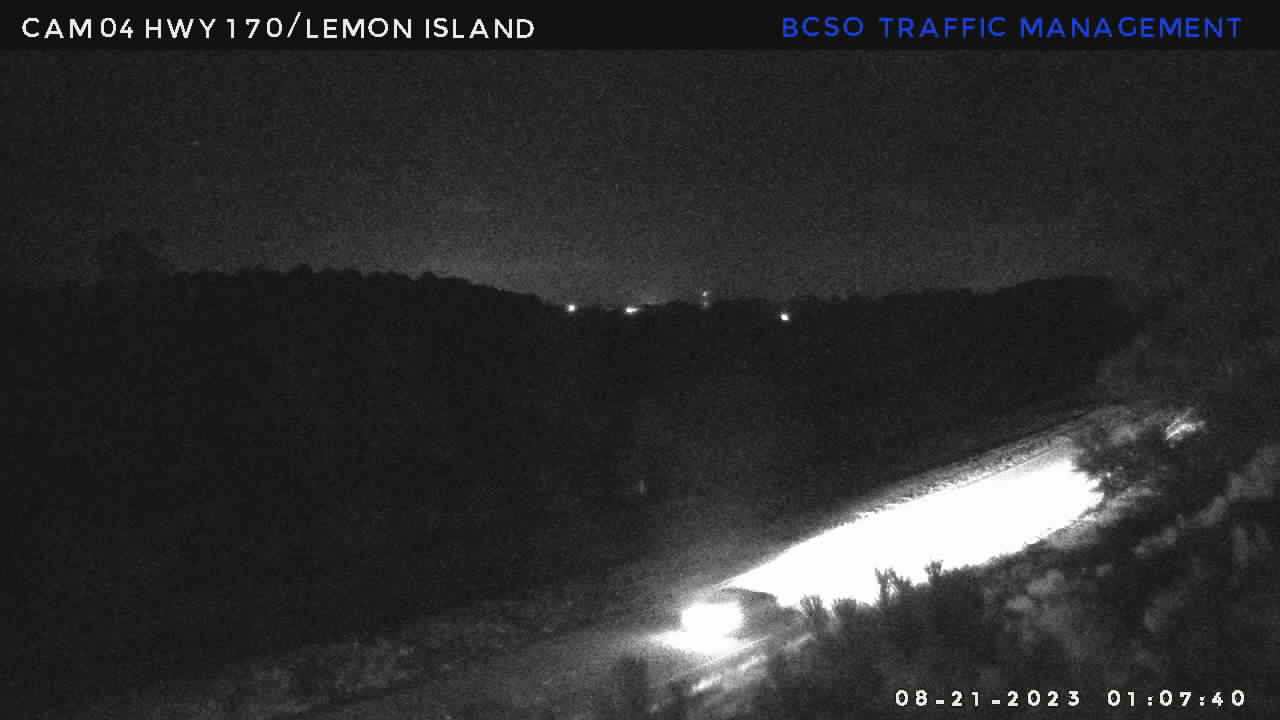 CAM04 HWY 170/LEMON ISLAND
BCSO TRAFFIC MANAGEMENT
08-21-2023 01:07:40